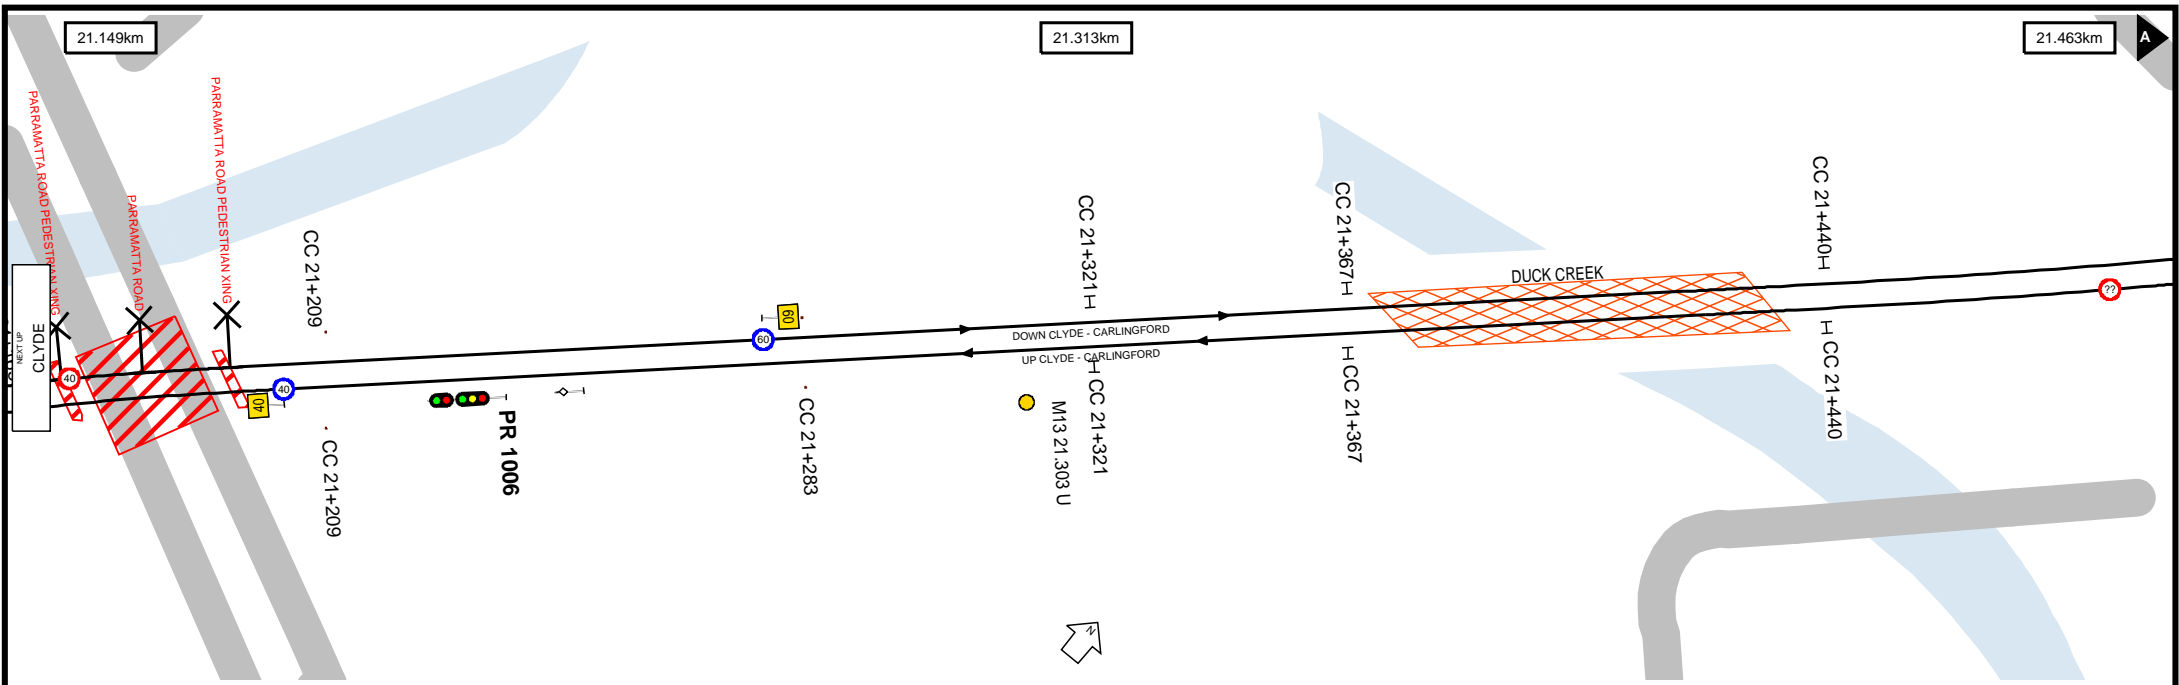 21.149km
21.313km
21.463km
A
PARRAMATTA ROAD PEDESTRIAN XING
PARRAMATTA ROAD
PARRAMATTA ROAD PEDESTRIAN XING
CC 21+209
CC 21+321H
CC 21+367H
CC 21+440H
DUCK CREEK
??
60
60
DOWN CLYDE - CARLINGFORD
UP CLYDE - CARLINGFORD
NEXT UP
CLYDE
40
40
40
CC 21+209
PR 1006
CC 21+283
M13 21.303 U
H CC 21+321
H CC 21+367
H CC 21+440
N